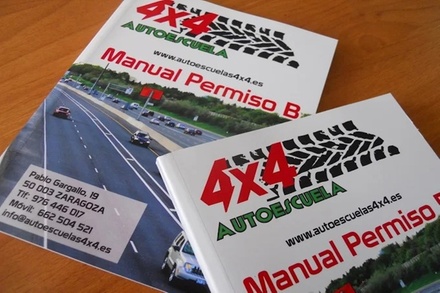 4x4
AUTOESCUELA
www.autoescuelas4x4.es
Manual Permiso B
Pablo Gargallo, 19
50 003 ZARAGOZA
Tlf: 976 446 017
Móvil: 662 504 521
info@autoescuelas4x4.es
4x4
AUTOESCUELA
www.autoescuelas4x4.es
Manual Permiso